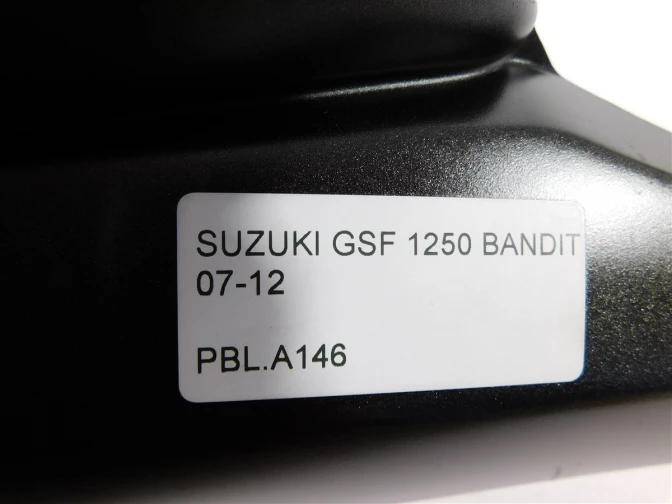 SUZUKI GSF 1250 BANDIT
07-12
PBL.A146